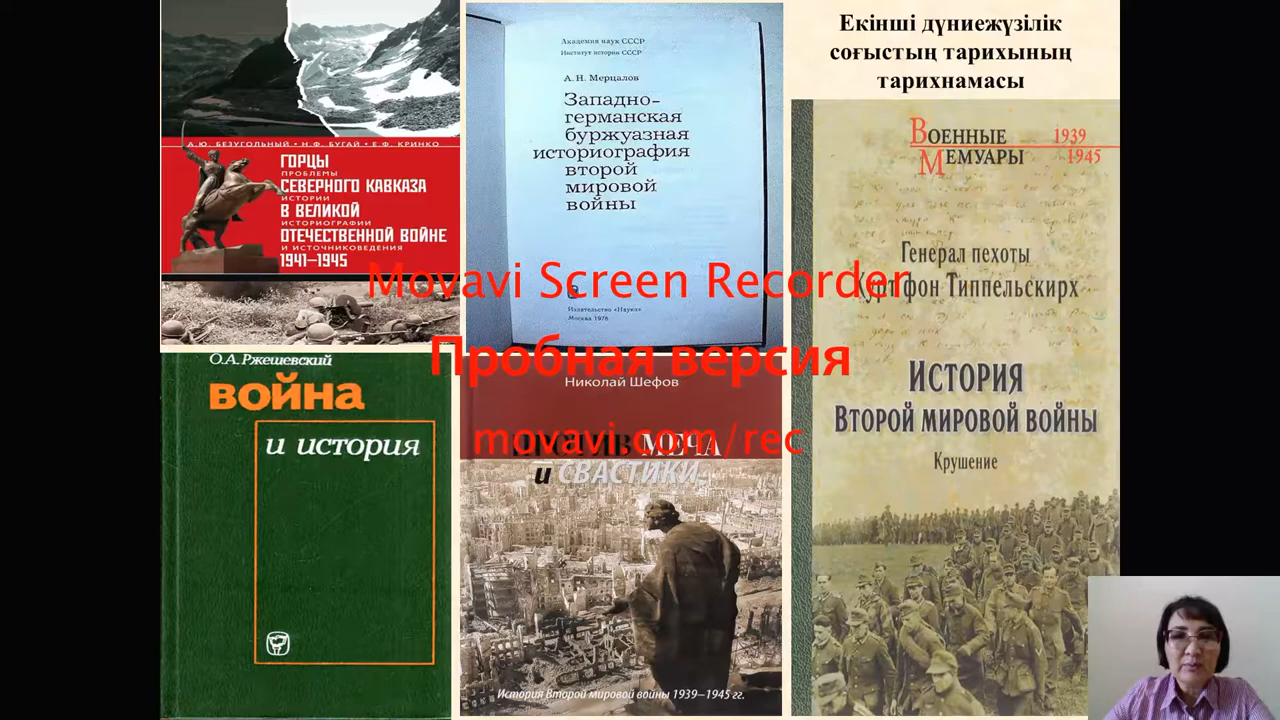 А.Ю. БЕЗУГОЛЬНЫЙ • Н.Ф. БУГАЙ • Е.Ф. КРИНКО
ГОРЦЫ
ПРОБЛЕМЫ
СЕВЕРНОГО КАВКАЗА
ИСТОРИИ
В ВЕЛИКОЙ
ИСТОРИОГРАФИИ
ОТЕЧЕСТВЕННОЙ ВОЙНЕ
И ИСТОЧНИКОВЕДЕНИЯ
1941–1945
Академия наук СССР
Институт истории СССР
А. Н. Мерцалов
Западно-
германская
буржуазная
историография
второй
мировой
войны
Издательство «Наука»
Москва 1978
Екінші дүниежүзілік
соғыстың тарихының
тарихнамасы
ВОЕННЫЕ 1939
МЕМУАРЫ 1945
Генерал пехоты
Курт фон Типпельскирх
ИСТОРИЯ
ВТОРОЙ МИРОВОЙ ВОЙНЫ
Крушение
Movavi Screen Recorder
Пробная версия
movavi.com/rec
О.А.Ржешевский
война
и история
Николай Шефов
МЕЧА
и СВАСТИКИ
История Второй мировой войны 1939–1945 гг.